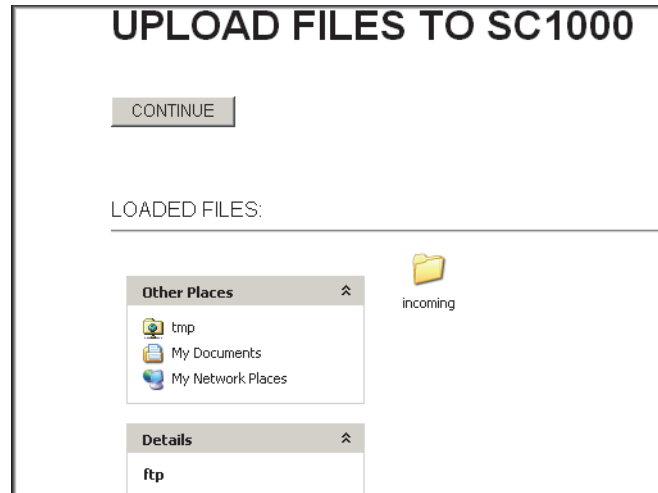 UPLOAD FILES TO SC1000
CONTINUE
LOADED FILES:
Other Places
tmp
My Documents
My Network Places
incoming
Details
ftp